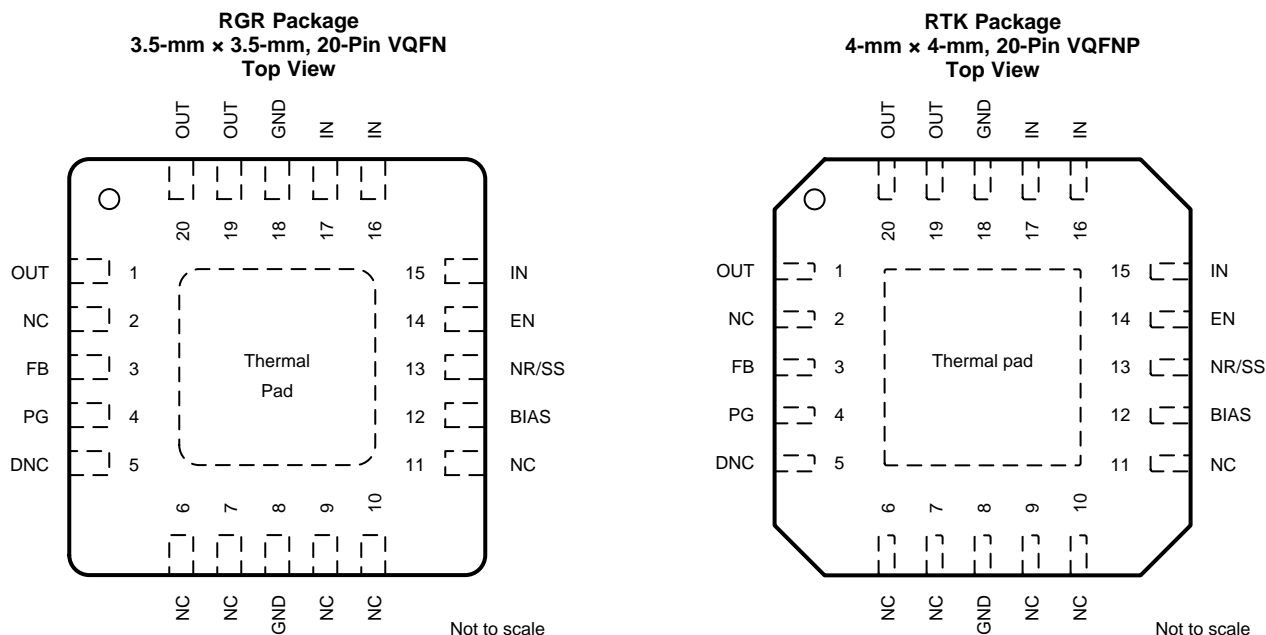 RGR Package
3.5-mm × 3.5-mm, 20-Pin VQFN
Top View
OUT OUT GND IN IN
20 19 18 17 16
OUT 1 15 IN
NC 2 14 EN
FB 3 Thermal 13 NR/SS
Pad
PG 4 12 BIAS
DNC 5 11 NC
6 7 8 9 10
NC NC GND NC NC
Not to scale
RTK Package
4-mm × 4-mm, 20-Pin VQFNP
Top View
OUT OUT GND IN IN
20 19 18 17 16
OUT 1 15 IN
NC 2 14 EN
FB 3 Thermal pad 13 NR/SS
PG 4 12 BIAS
DNC 5 11 NC
6 7 8 9 10
NC NC GND NC NC
Not to scale